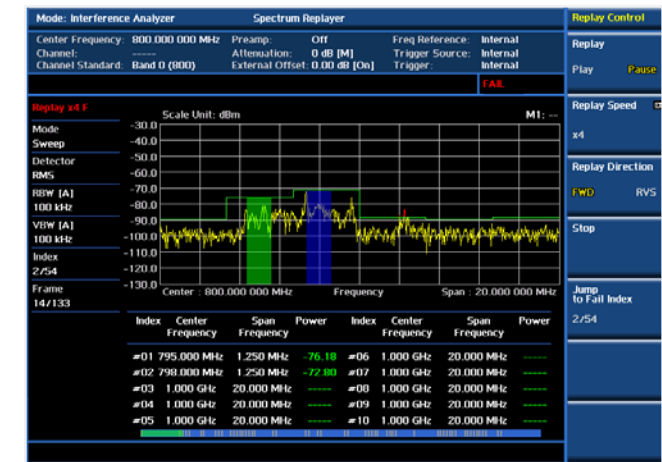 Mode: Interference Analyzer Spectrum Replayer Replay Control
Center Frequency: 800.000 000 MHz Preamp: Off Freq Reference: Internal
Channel: ----- Attenuation: 0 dB [M] Trigger Source: Internal
Channel Standard: Band 0 (800) External Offset: 0.00 dB [On] Trigger: Internal
FAIL
Replay
Play Pause
Replay Speed
x4
Replay Direction
FWD RVS
Stop
Jump
to Fail Index
2/54
Replay x4 F
Mode
Sweep
Detector
RMS
RBW [A]
100 kHz
VBW [A]
100 kHz
Index
2/54
Frame
14/133
Scale Unit: dBm M1: --
-30.0
-40.0
-50.0
-60.0
-70.0
-80.0
-90.0
-100.0
-110.0
-120.0
-130.0
Center : 800.000 000 MHz Frequency Span : 20.000 000 MHz
Index Center Frequency Span Frequency Power Index Center Frequency Span Frequency Power
#01 795.000 MHz 1.250 MHz -76.18 #06 1.000 GHz 20.000 MHz -----
#02 798.000 MHz 1.250 MHz -72.80 #07 1.000 GHz 20.000 MHz -----
#03 1.000 GHz 20.000 MHz ----- #08 1.000 GHz 20.000 MHz -----
#04 1.000 GHz 20.000 MHz ----- #09 1.000 GHz 20.000 MHz -----
#05 1.000 GHz 20.000 MHz ----- #10 1.000 GHz 20.000 MHz -----